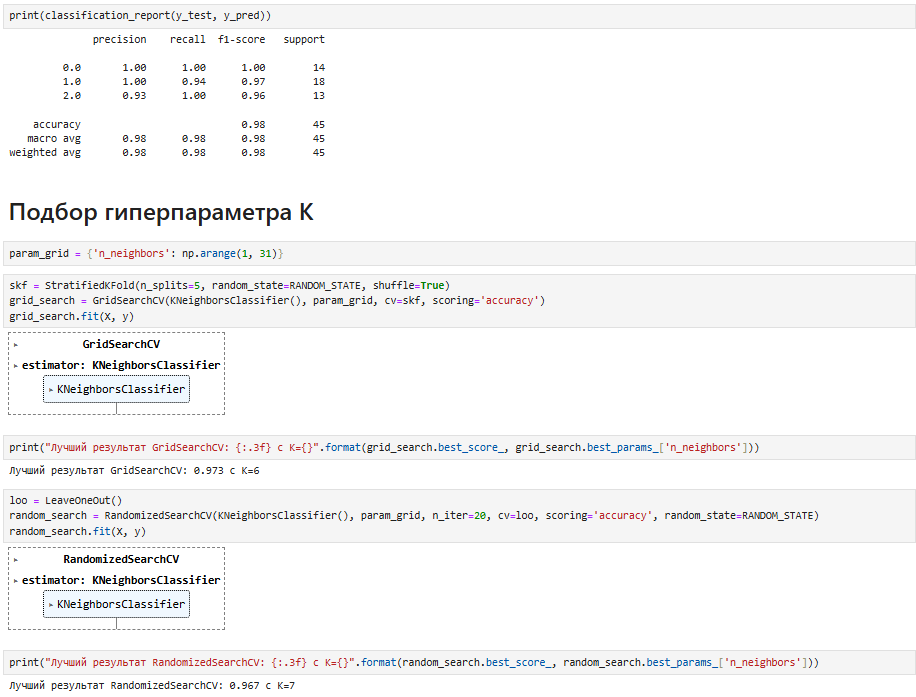 print(classification_report(y_test, y_pred))
precision recall f1-score support
0.0 1.00 1.00 1.00 14
1.0 1.00 0.94 0.97 18
2.0 0.93 1.00 0.96 13
accuracy 0.98 45
macro avg 0.98 0.98 0.98 45
weighted avg 0.98 0.98 0.98 45
Подбор гиперпараметра K
param_grid = {'n_neighbors': np.arange(1, 31)}
skf = StratifiedKFold(n_splits=5, random_state=RANDOM_STATE, shuffle=True)
grid_search = GridSearchCV(KNeighborsClassifier(), param_grid, cv=skf, scoring='accuracy')
grid_search.fit(X, y)
GridSearchCV
estimator: KNeighborsClassifier
KNeighborsClassifier
print("Лучший результат GridSearchCV: {:.3f} с K={}".format(grid_search.best_score_, grid_search.best_params_['n_neighbors']))
Лучший результат GridSearchCV: 0.973 с K=6
loo = LeaveOneOut()
random_search = RandomizedSearchCV(KNeighborsClassifier(), param_grid, n_iter=20, cv=loo, scoring='accuracy', random_state=RANDOM_STATE)
random_search.fit(X, y)
RandomizedSearchCV
estimator: KNeighborsClassifier
KNeighborsClassifier
print("Лучший результат RandomizedSearchCV: {:.3f} с K={}".format(random_search.best_score_, random_search.best_params_['n_neighbors']))
Лучший результат RandomizedSearchCV: 0.967 с K=7